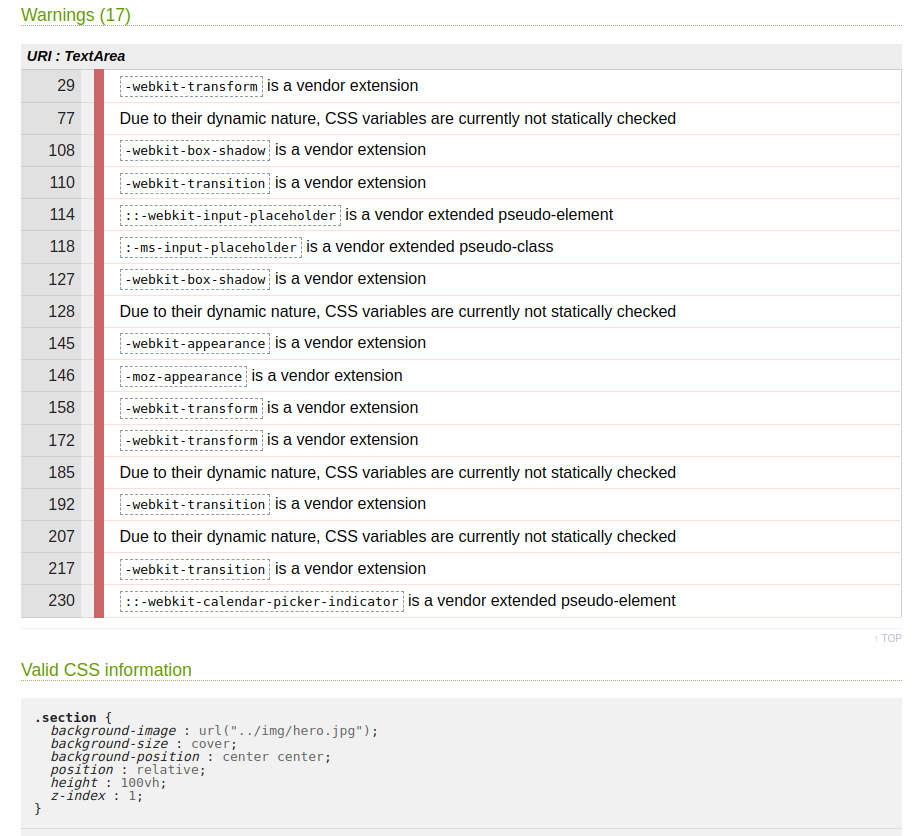 Warnings (17)
URI : TextArea
29 -webkit-transform is a vendor extension
77 Due to their dynamic nature, CSS variables are currently not statically checked
108 -webkit-box-shadow is a vendor extension
110 -webkit-transition is a vendor extension
114 ::-webkit-input-placeholder is a vendor extended pseudo-element
118 :-ms-input-placeholder is a vendor extended pseudo-class
127 -webkit-box-shadow is a vendor extension
128 Due to their dynamic nature, CSS variables are currently not statically checked
145 -webkit-appearance is a vendor extension
146 -moz-appearance is a vendor extension
158 -webkit-transform is a vendor extension
172 -webkit-transform is a vendor extension
185 Due to their dynamic nature, CSS variables are currently not statically checked
192 -webkit-transition is a vendor extension
207 Due to their dynamic nature, CSS variables are currently not statically checked
217 -webkit-transition is a vendor extension
230 ::-webkit-calendar-picker-indicator is a vendor extended pseudo-element
↑ TOP
Valid CSS information
.section {
background-image : url("../img/hero.jpg");
background-size : cover;
background-position : center center;
position : relative;
height : 100vh;
z-index : 1;
}